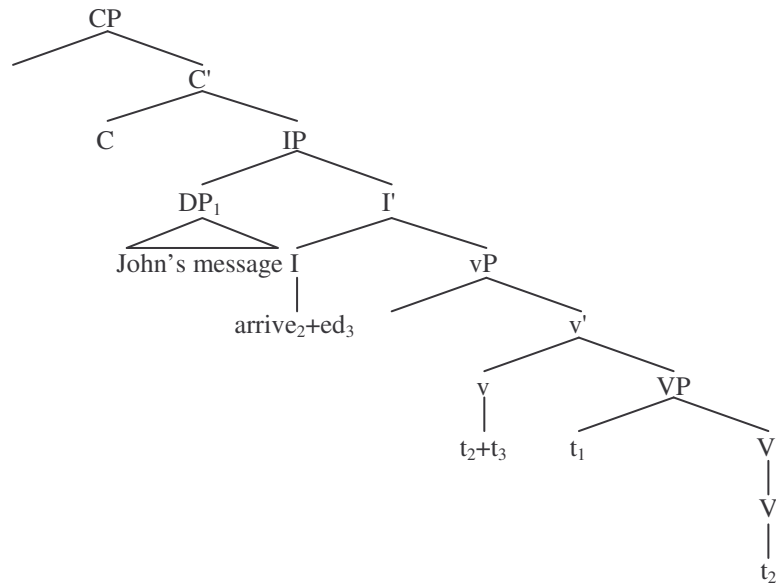 CP
C'
C IP
DP₁ I'
John's message I vP
arrive₂+ed₃ v'
v VP
t₂+t₃ t₁ V
V
t₂